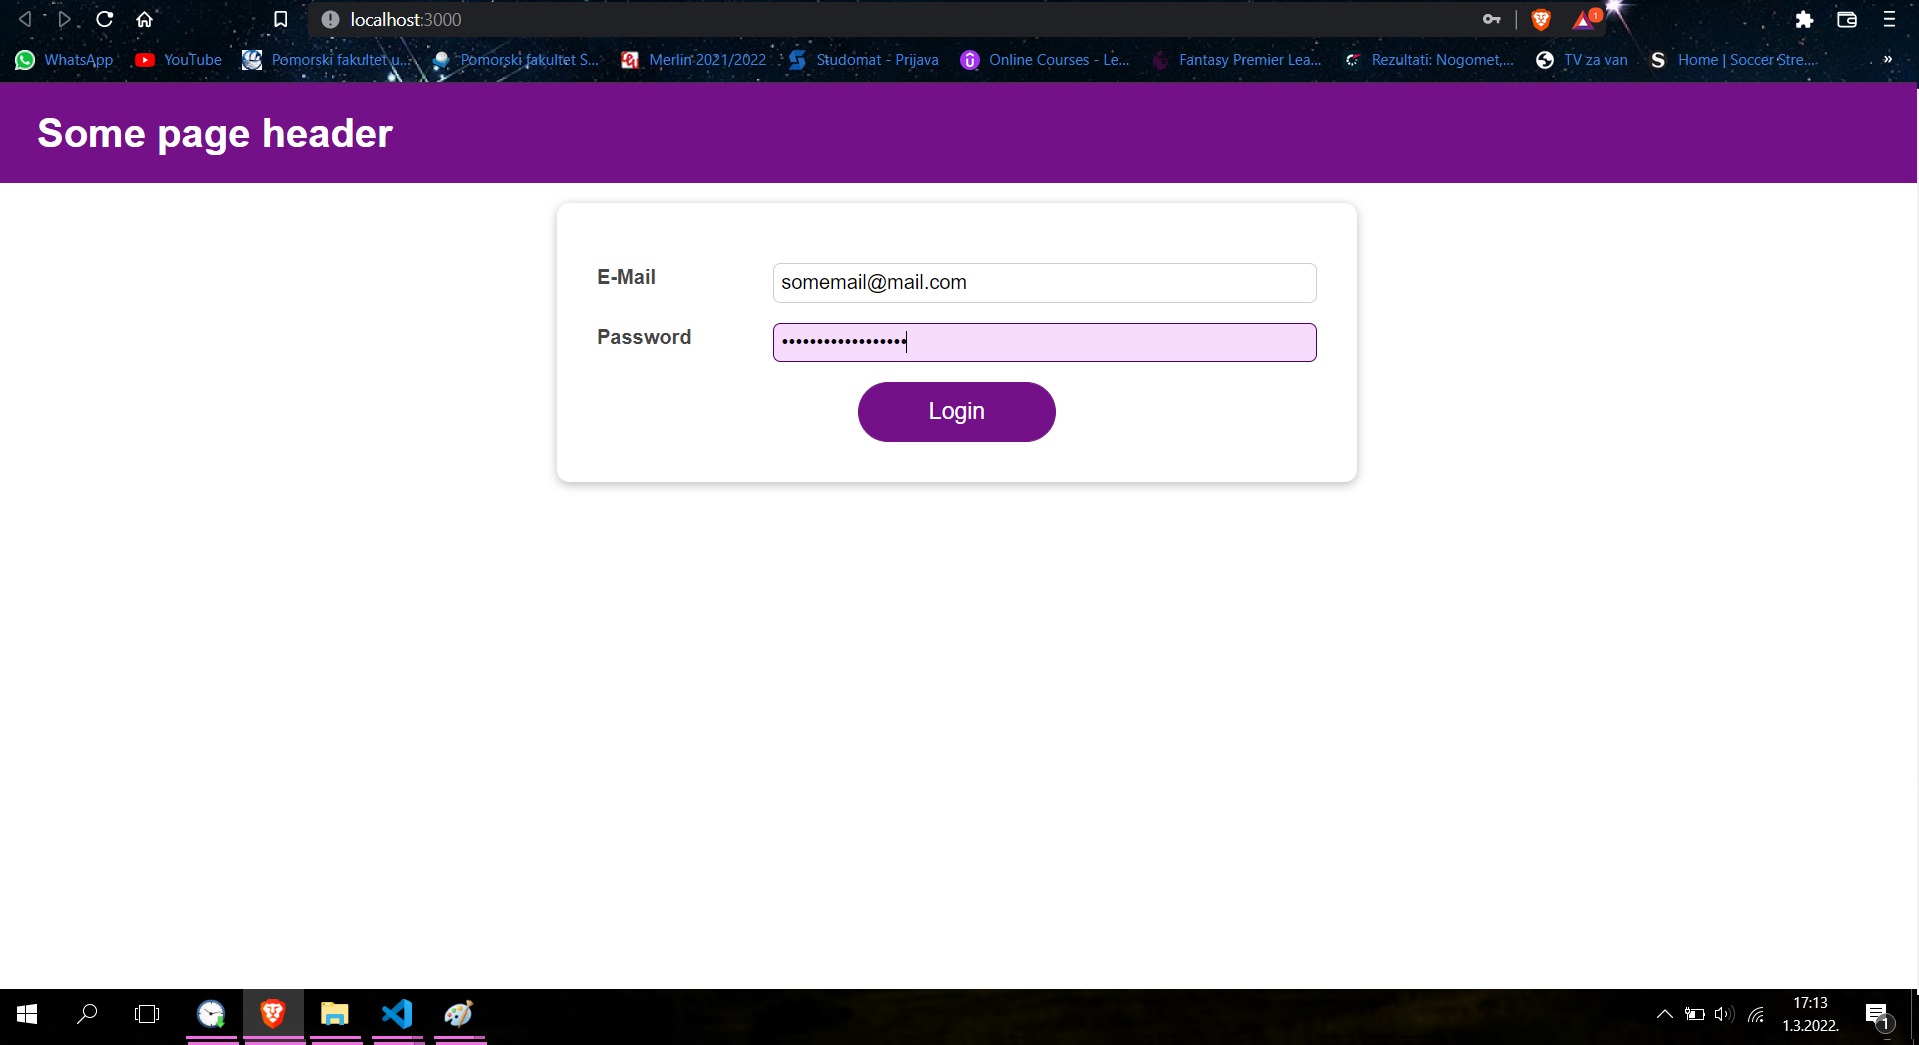 localhost:3000
1
WhatsApp YouTube Pomorski fakultet u... Pomorski fakultet S... Merlin 2021/2022 Studomat - Prijava Online Courses - Le... Fantasy Premier Lea... Rezultati: Nogomet,... TV za van Home | Soccer Stre... »
Some page header
E-Mail
somemail@mail.com
Password
••••••••••••••••••
Login
17:13
1.3.2022.
1